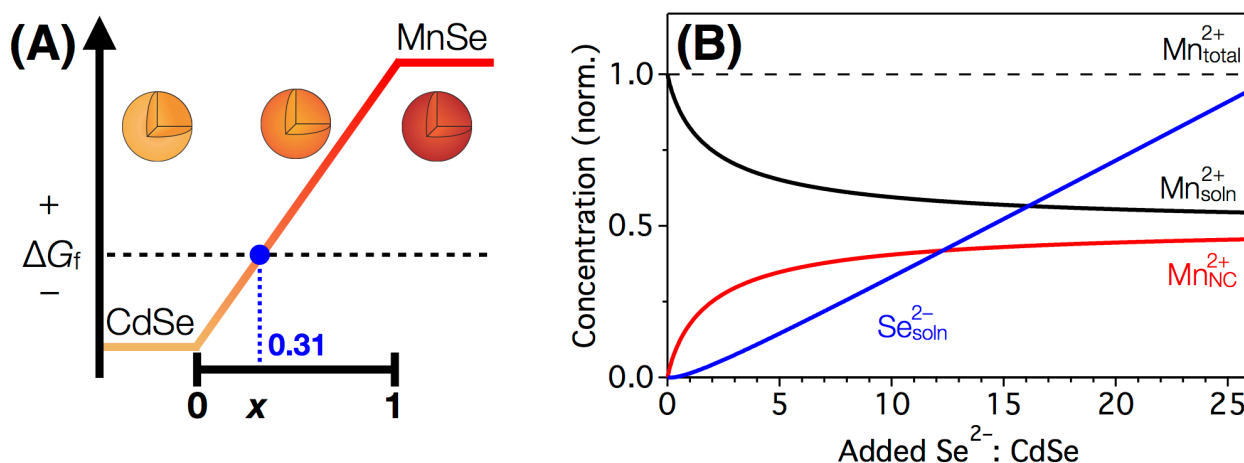 (A)
MnSe
+
ΔGf
−
CdSe
0.31
0 x 1
(B)
Mn2+total
1.0
Concentration (norm.)
Mn2+soln
0.5
Mn2+NC
Se2−soln
0.0
0 5 10 15 20 25
Added Se2−: CdSe